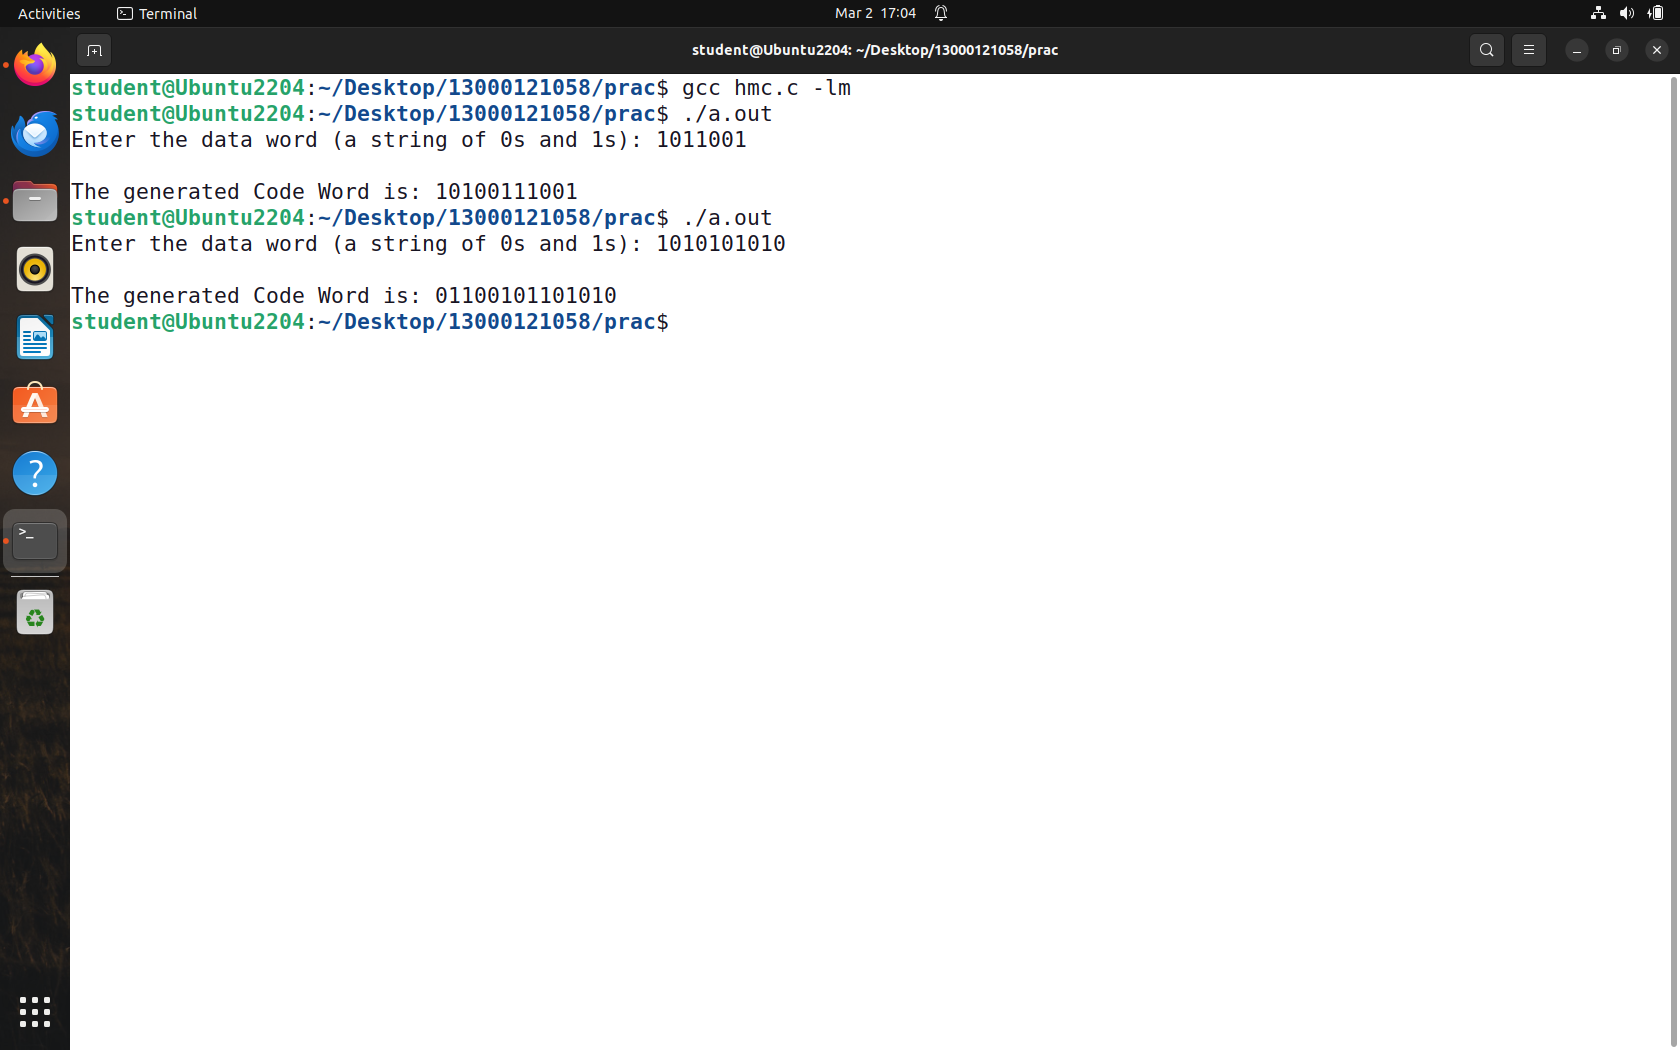 Activities Terminal Mar 2 17:04
student@Ubuntu2204: ~/Desktop/13000121058/prac
student@Ubuntu2204:~/Desktop/13000121058/prac$ gcc hmc.c -lm
student@Ubuntu2204:~/Desktop/13000121058/prac$ ./a.out
Enter the data word (a string of 0s and 1s): 1011001
The generated Code Word is: 10100111001
student@Ubuntu2204:~/Desktop/13000121058/prac$ ./a.out
Enter the data word (a string of 0s and 1s): 1010101010
The generated Code Word is: 01100101101010
student@Ubuntu2204:~/Desktop/13000121058/prac$